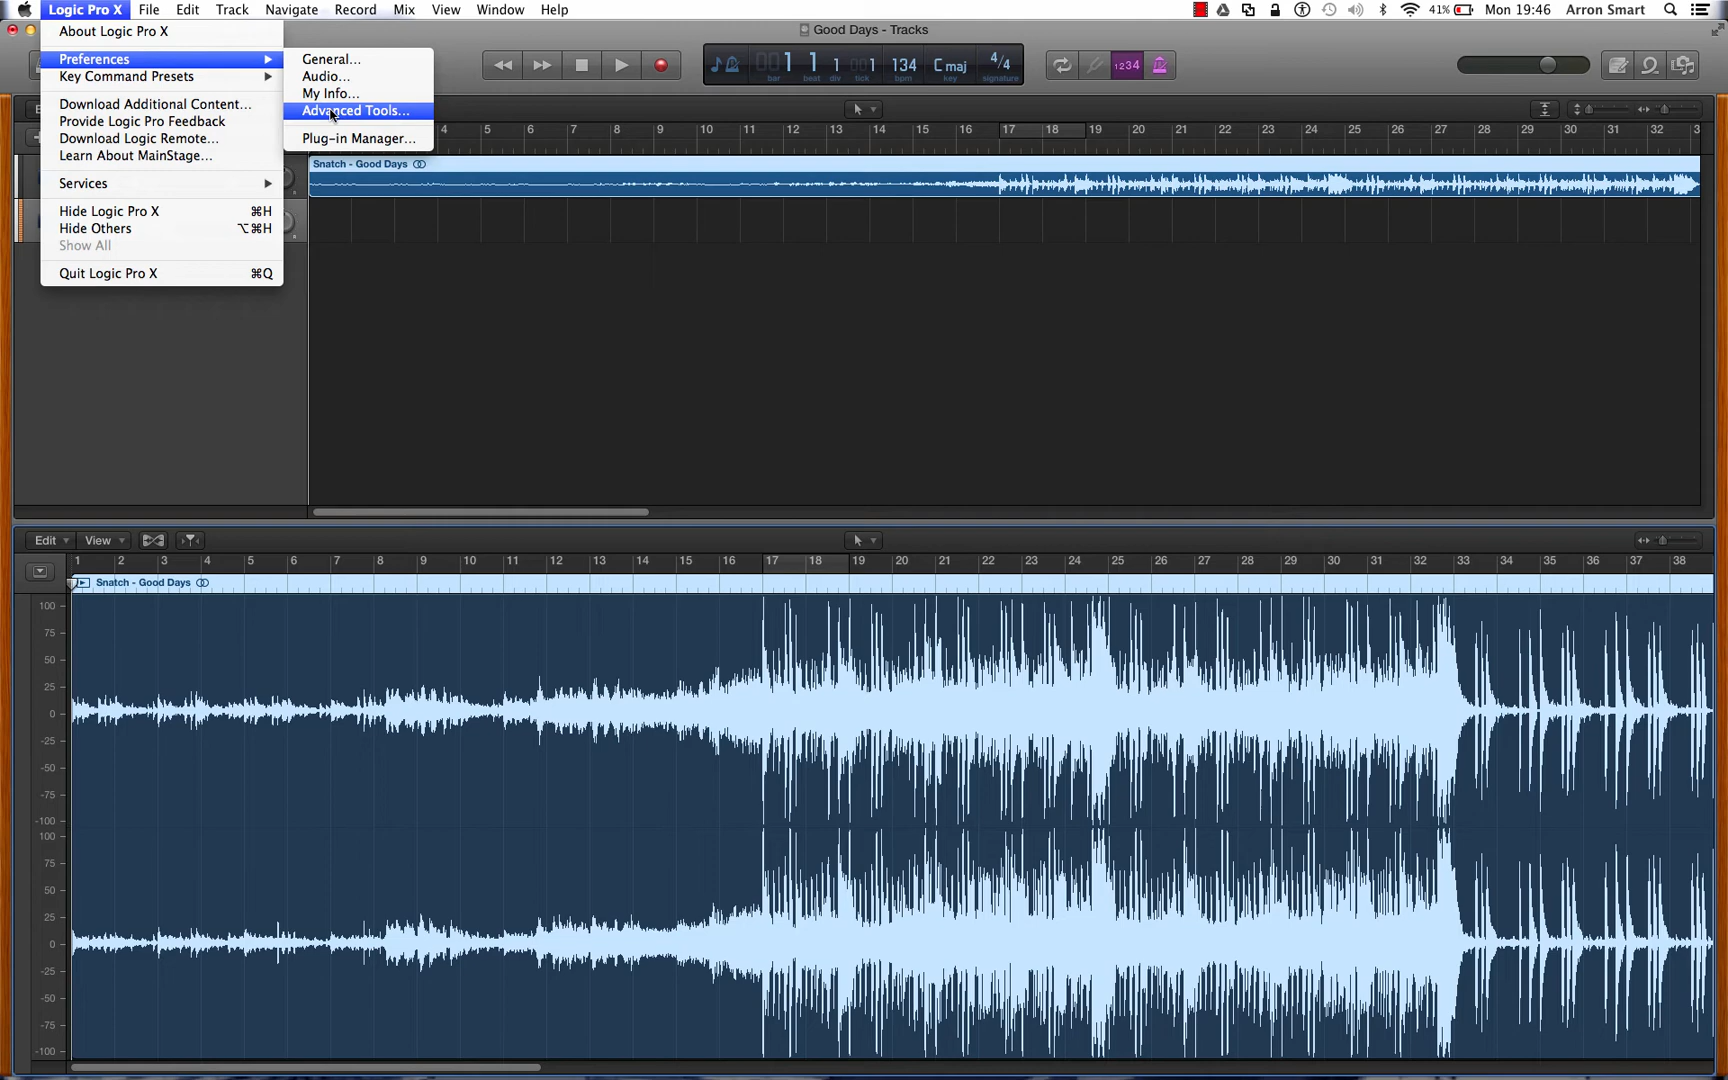 Logic Pro X File Edit Track Navigate Record Mix View Window Help 41% Mon 19:46 Arron Smart
Good Days - Tracks
About Logic Pro X
Preferences
Key Command Presets
Download Additional Content...
Provide Logic Pro Feedback
Download Logic Remote...
Learn About MainStage...
Services
Hide Logic Pro X ⌘H
Hide Others ⌥⌘H
Show All
Quit Logic Pro X ⌘Q
General...
Audio...
My Info...
Advanced Tools...
Plug-in Manager...
001 1 1 001 134 C maj 4/4
bar beat div tick bpm key signature
1234
4 5 6 7 8 9 10 11 12 13 14 15 16 17 18 19 20 21 22 23 24 25 26 27 28 29 30 31 32 3
Snatch - Good Days
Edit View
1 2 3 4 5 6 7 8 9 10 11 12 13 14 15 16 17 18 19 20 21 22 23 24 25 26 27 28 29 30 31 32 33 34 35 36 37 38
Snatch - Good Days
100
75
50
25
0
-25
-50
-75
-100
100
75
50
25
0
-25
-50
-75
-100